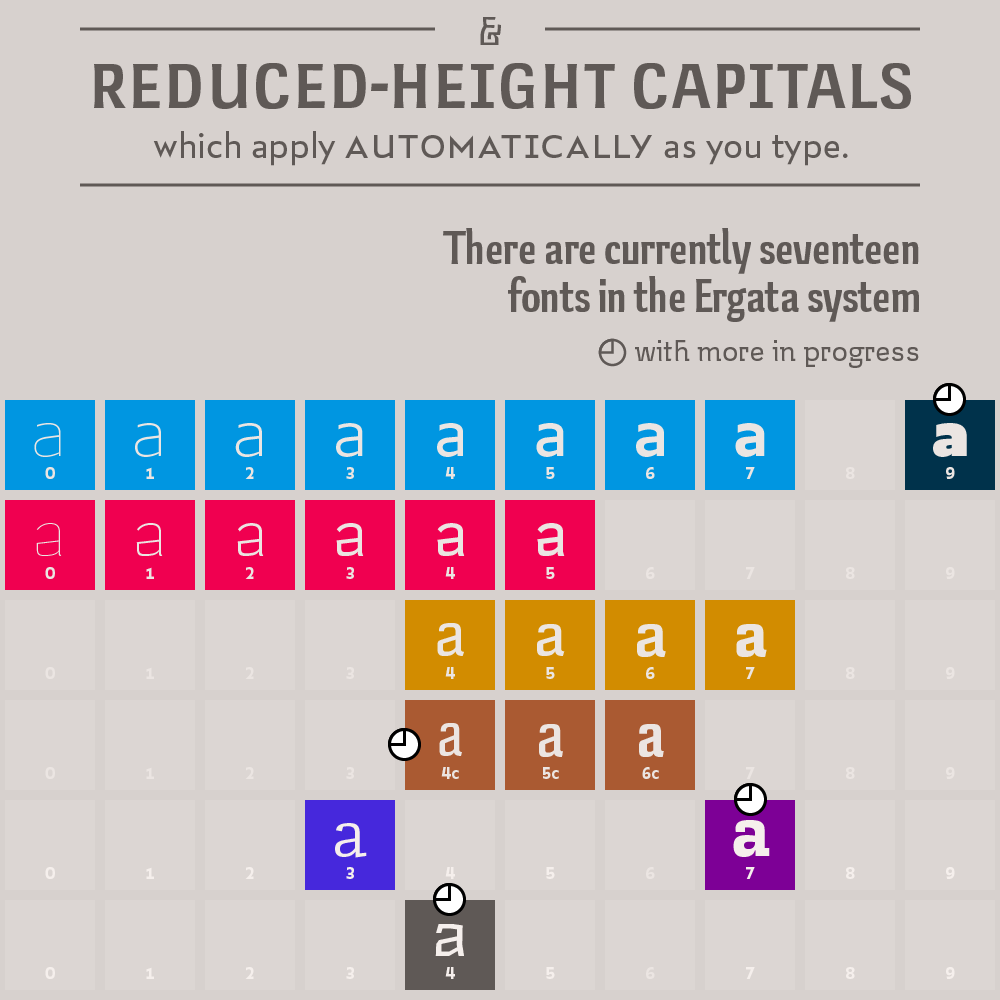 &
REDUCED-HEIGHT CAPITALS
which apply AUTOMATICALLY as you type.
There are currently seventeen
fonts in the Ergata system
with more in progress
a a a a a a a a a
0 1 2 3 4 5 6 7 8 9
a a a a a a
0 1 2 3 4 5 6 7 8 9
a a a a
0 1 2 3 4 5 6 7 8 9
a a a
0 1 2 3 4c 5c 6c 7 8 9
a a
0 1 2 3 4 5 6 7 8 9
a
0 1 2 3 4 5 6 7 8 9